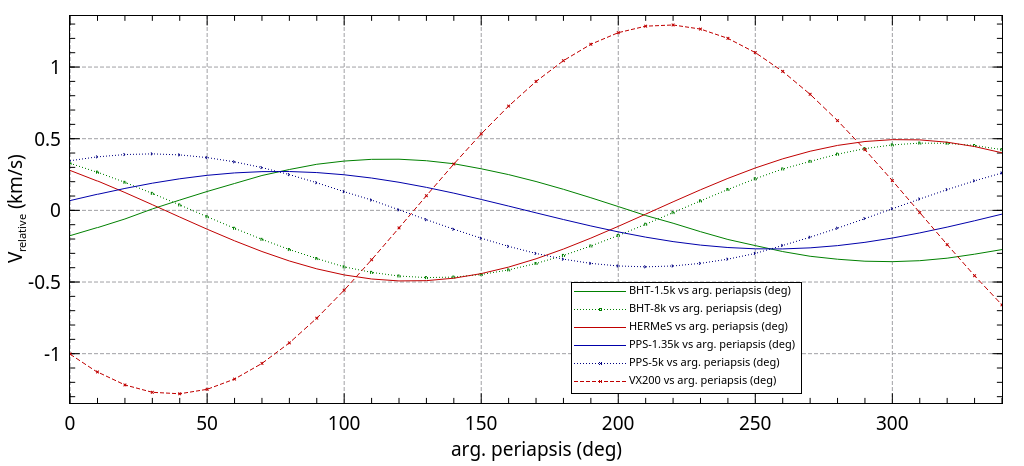 1
0.5
0
-0.5
-1
V relative (km/s)
BHT-1.5k vs arg. periapsis (deg)
BHT-8k vs arg. periapsis (deg)
HERMeS vs arg. periapsis (deg)
PPS-1.35k vs arg. periapsis (deg)
PPS-5k vs arg. periapsis (deg)
VX200 vs arg. periapsis (deg)
0 50 100 150 200 250 300
arg. periapsis (deg)